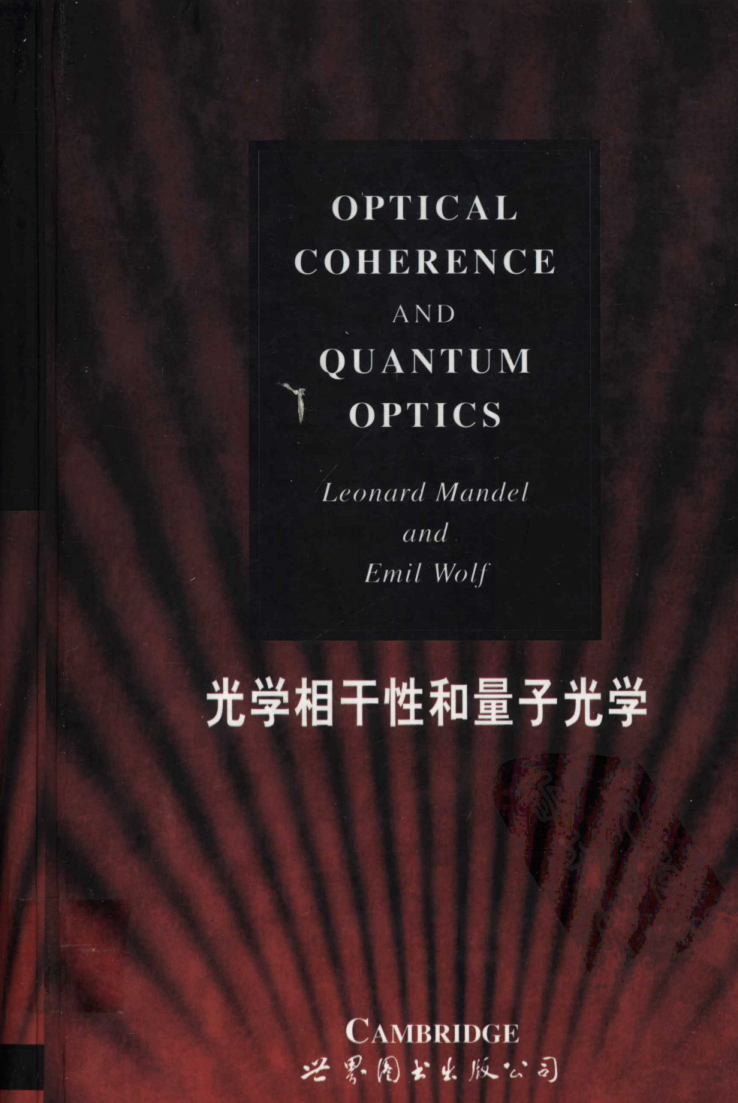 OPTICAL
COHERENCE
AND
QUANTUM
OPTICS
Leonard Mandel
and
Emil Wolf
光学相干性和量子光学
CAMBRIDGE
世界图书出版公司